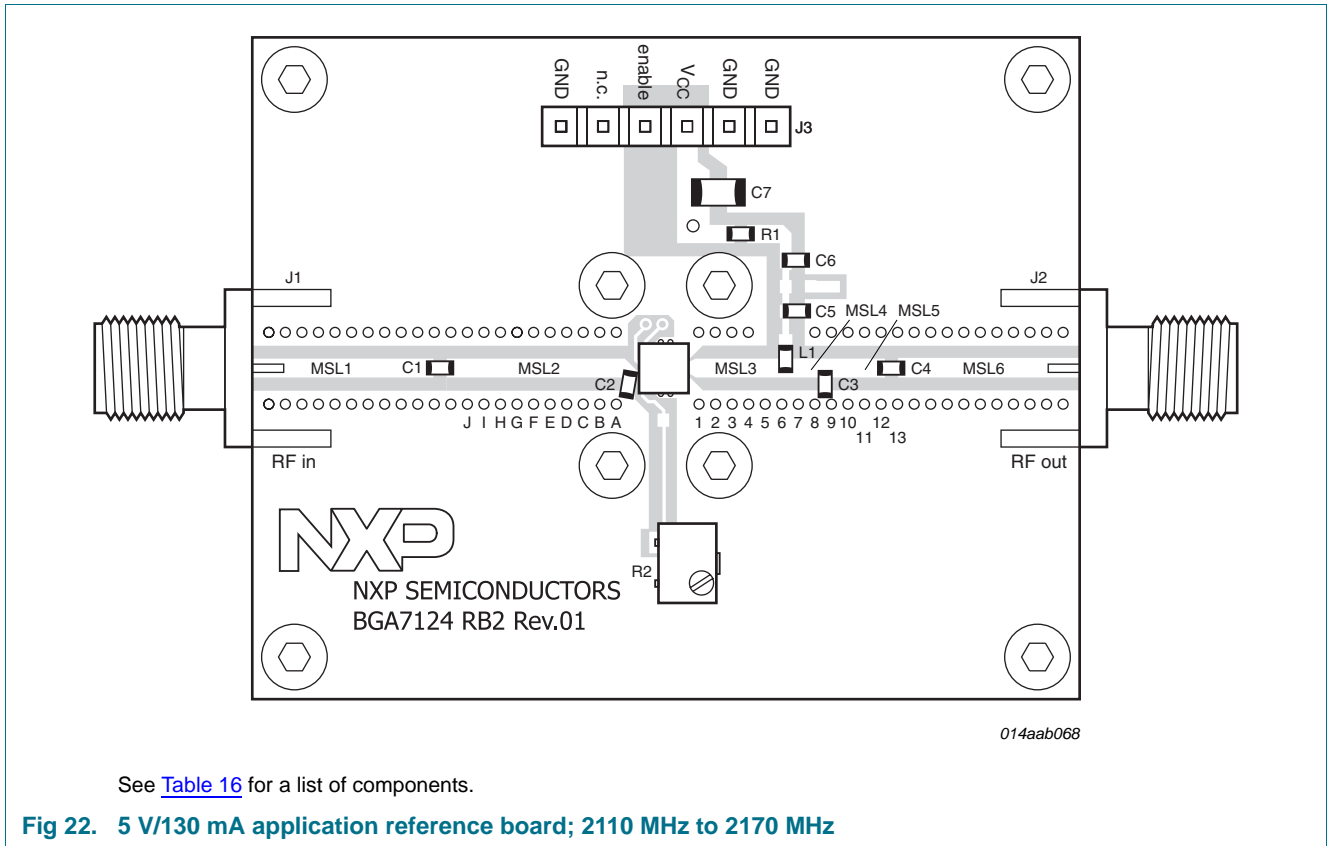 GND
n.c.
enable
VCC
GND
GND
J3
C7
R1
C6
J1
J2
C5
MSL4
MSL5
L1
MSL1
C1
MSL2
MSL3
C4
MSL6
C2
C3
J I H G F E D C B A
1 2 3 4 5 6 7 8 9 10 12
11 13
RF in
RF out
NXP
R2
NXP SEMICONDUCTORS
BGA7124 RB2 Rev.01
014aab068
See Table 16 for a list of components.
Fig 22. 5 V/130 mA application reference board; 2110 MHz to 2170 MHz